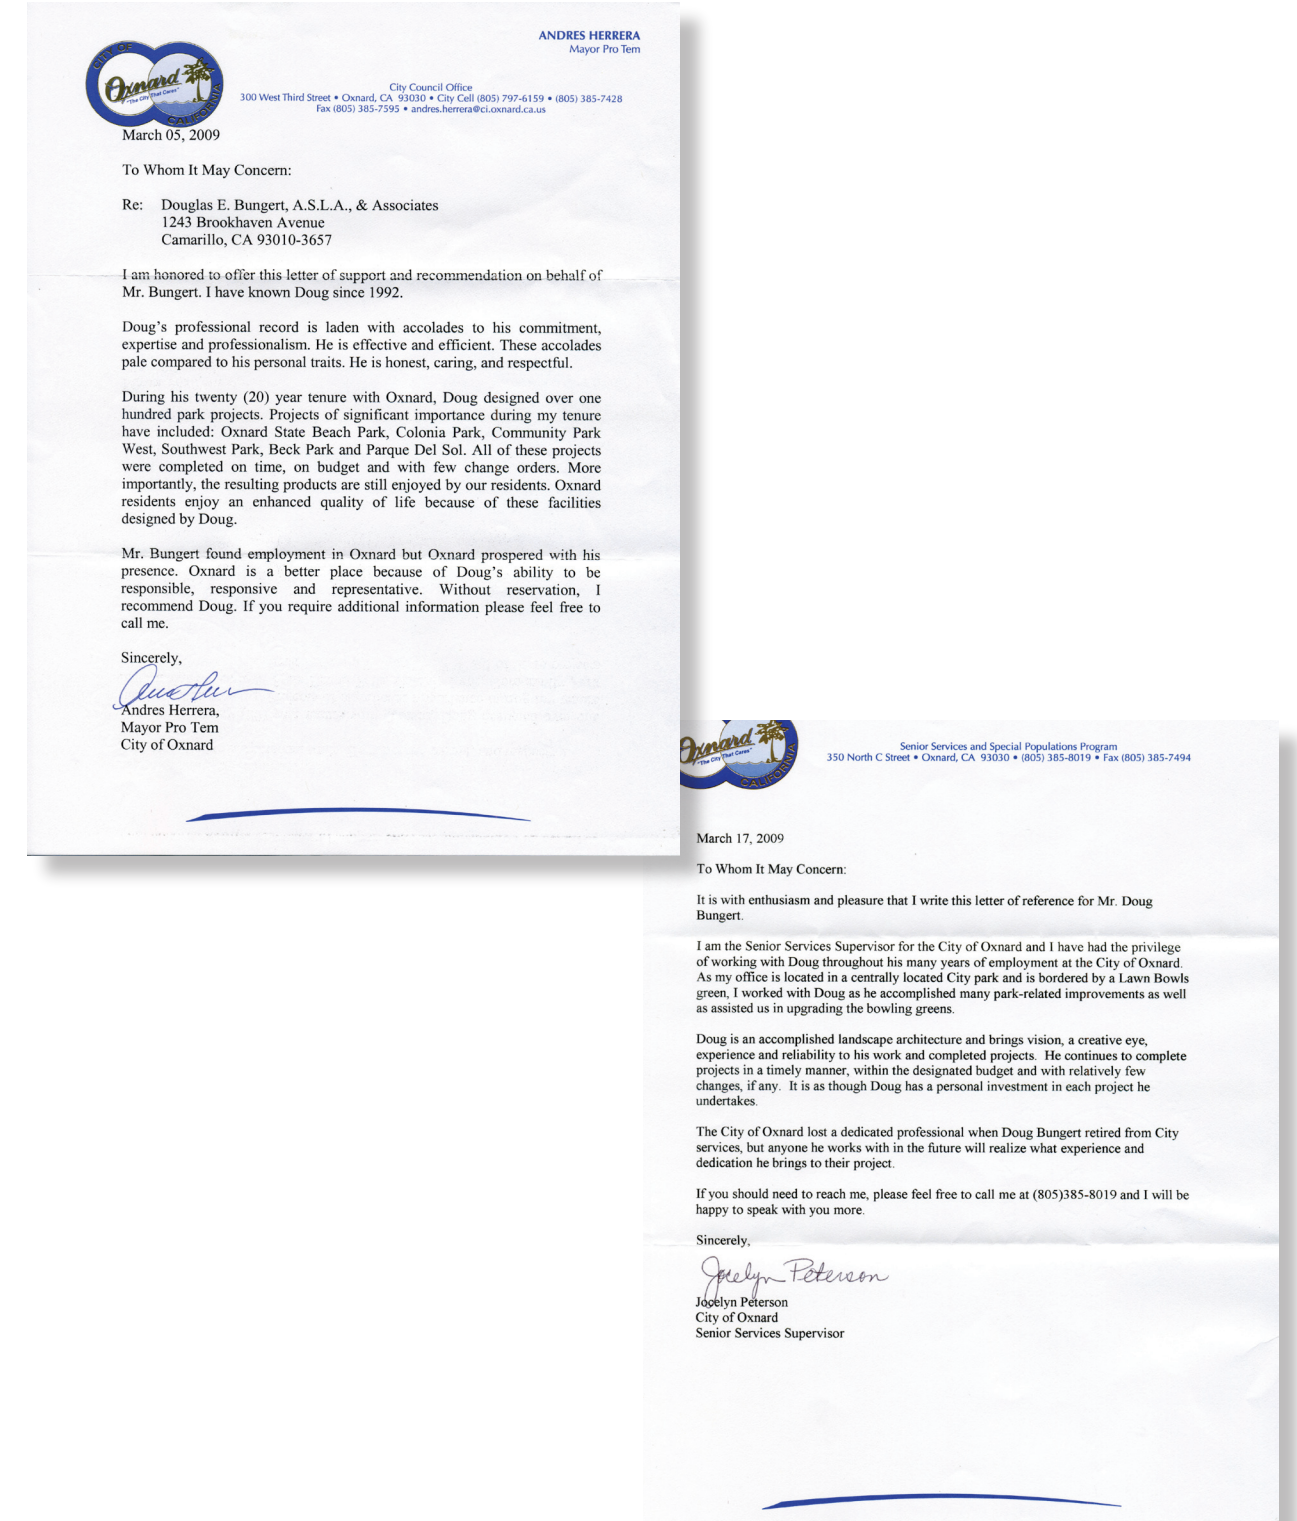 ANDRES HERRERA
Mayor Pro Tem
CITY OF
Oxnard
"The City That Cares"
CALIFORNIA
City Council Office
300 West Third Street • Oxnard, CA 93030 • City Cell (805) 797-6159 • (805) 385-7428
Fax (805) 385-7595 • andres.herrera@ci.oxnard.ca.us
March 05, 2009
To Whom It May Concern:
Re: Douglas E. Bungert, A.S.L.A., & Associates
1243 Brookhaven Avenue
Camarillo, CA 93010-3657
I am honored to offer this letter of support and recommendation on behalf of
Mr. Bungert. I have known Doug since 1992.
Doug's professional record is laden with accolades to his commitment,
expertise and professionalism. He is effective and efficient. These accolades
pale compared to his personal traits. He is honest, caring, and respectful.
During his twenty (20) year tenure with Oxnard, Doug designed over one
hundred park projects. Projects of significant importance during my tenure
have included: Oxnard State Beach Park, Colonia Park, Community Park
West, Southwest Park, Beck Park and Parque Del Sol. All of these projects
were completed on time, on budget and with few change orders. More
importantly, the resulting products are still enjoyed by our residents. Oxnard
residents enjoy an enhanced quality of life because of these facilities
designed by Doug.
Mr. Bungert found employment in Oxnard but Oxnard prospered with his
presence. Oxnard is a better place because of Doug's ability to be
responsible, responsive and representative. Without reservation, I
recommend Doug. If you require additional information please feel free to
call me.
Sincerely,
Andres Herrera,
Mayor Pro Tem
City of Oxnard
Oxnard
"The City That Cares"
CALIFORNIA
Senior Services and Special Populations Program
350 North C Street • Oxnard, CA 93030 • (805) 385-8019 • Fax (805) 385-7494
March 17, 2009
To Whom It May Concern:
It is with enthusiasm and pleasure that I write this letter of reference for Mr. Doug
Bungert.
I am the Senior Services Supervisor for the City of Oxnard and I have had the privilege
of working with Doug throughout his many years of employment at the City of Oxnard.
As my office is located in a centrally located City park and is bordered by a Lawn Bowls
green, I worked with Doug as he accomplished many park-related improvements as well
as assisted us in upgrading the bowling greens.
Doug is an accomplished landscape architecture and brings vision, a creative eye,
experience and reliability to his work and completed projects. He continues to complete
projects in a timely manner, within the designated budget and with relatively few
changes, if any. It is as though Doug has a personal investment in each project he
undertakes.
The City of Oxnard lost a dedicated professional when Doug Bungert retired from City
services, but anyone he works with in the future will realize what experience and
dedication he brings to their project.
If you should need to reach me, please feel free to call me at (805)385-8019 and I will be
happy to speak with you more.
Sincerely,
Jocelyn Peterson
Jocelyn Peterson
City of Oxnard
Senior Services Supervisor